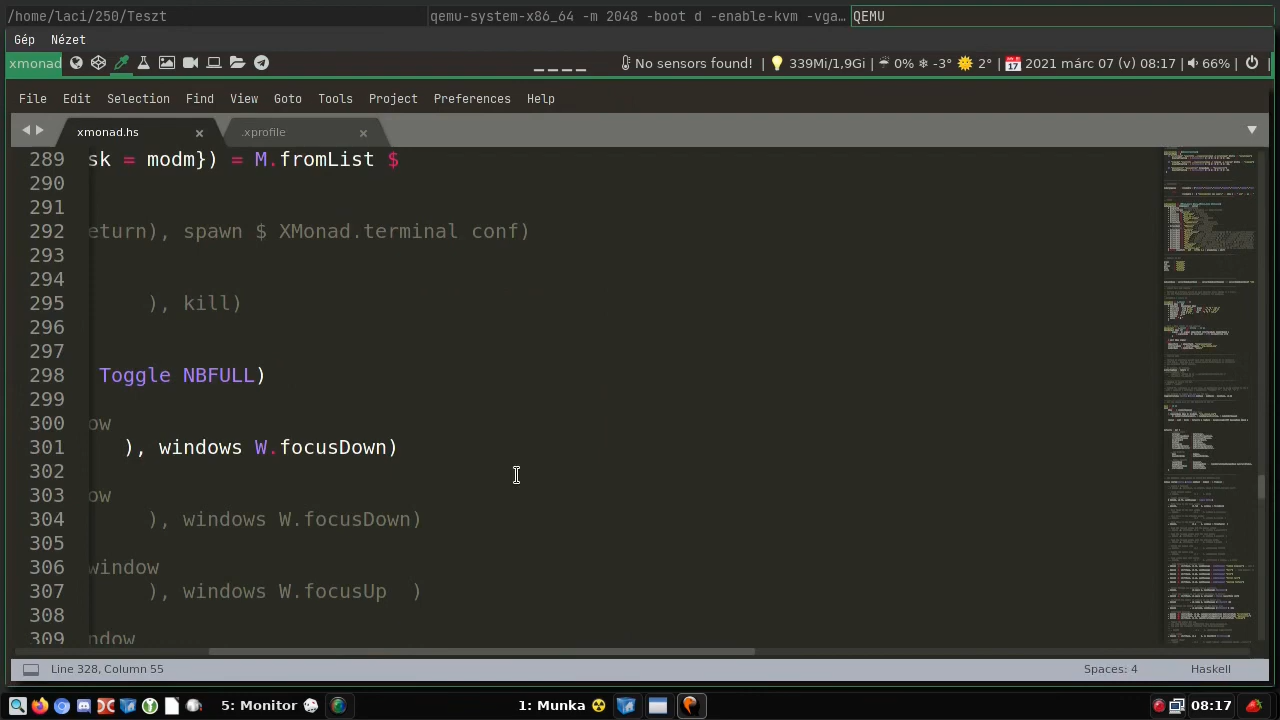 /home/laci/250/Teszt
qemu-system-x86_64 -m 2048 -boot d -enable-kvm -vga…
QEMU
Gép Nézet
xmonad
No sensors found! | 339Mi/1,9Gi | 0% -3° 2° | 2021 márc 07 (v) 08:17 | 66% |
File Edit Selection Find View Goto Tools Project Preferences Help
xmonad.hs
.xprofile
289 sk = modm}) = M.fromList $
290
291
292 eturn), spawn $ XMonad.terminal conf)
293
294
295 ), kill)
296
297
298 Toggle NBFULL)
299
300 ow
301 ), windows W.focusDown)
302
303 ow
304 ), windows W.focusDown)
305
306 window
307 ), windows W.focusUp )
308
309 ndow
Line 328, Column 55
Spaces: 4
Haskell
5: Monitor
1: Munka
08:17